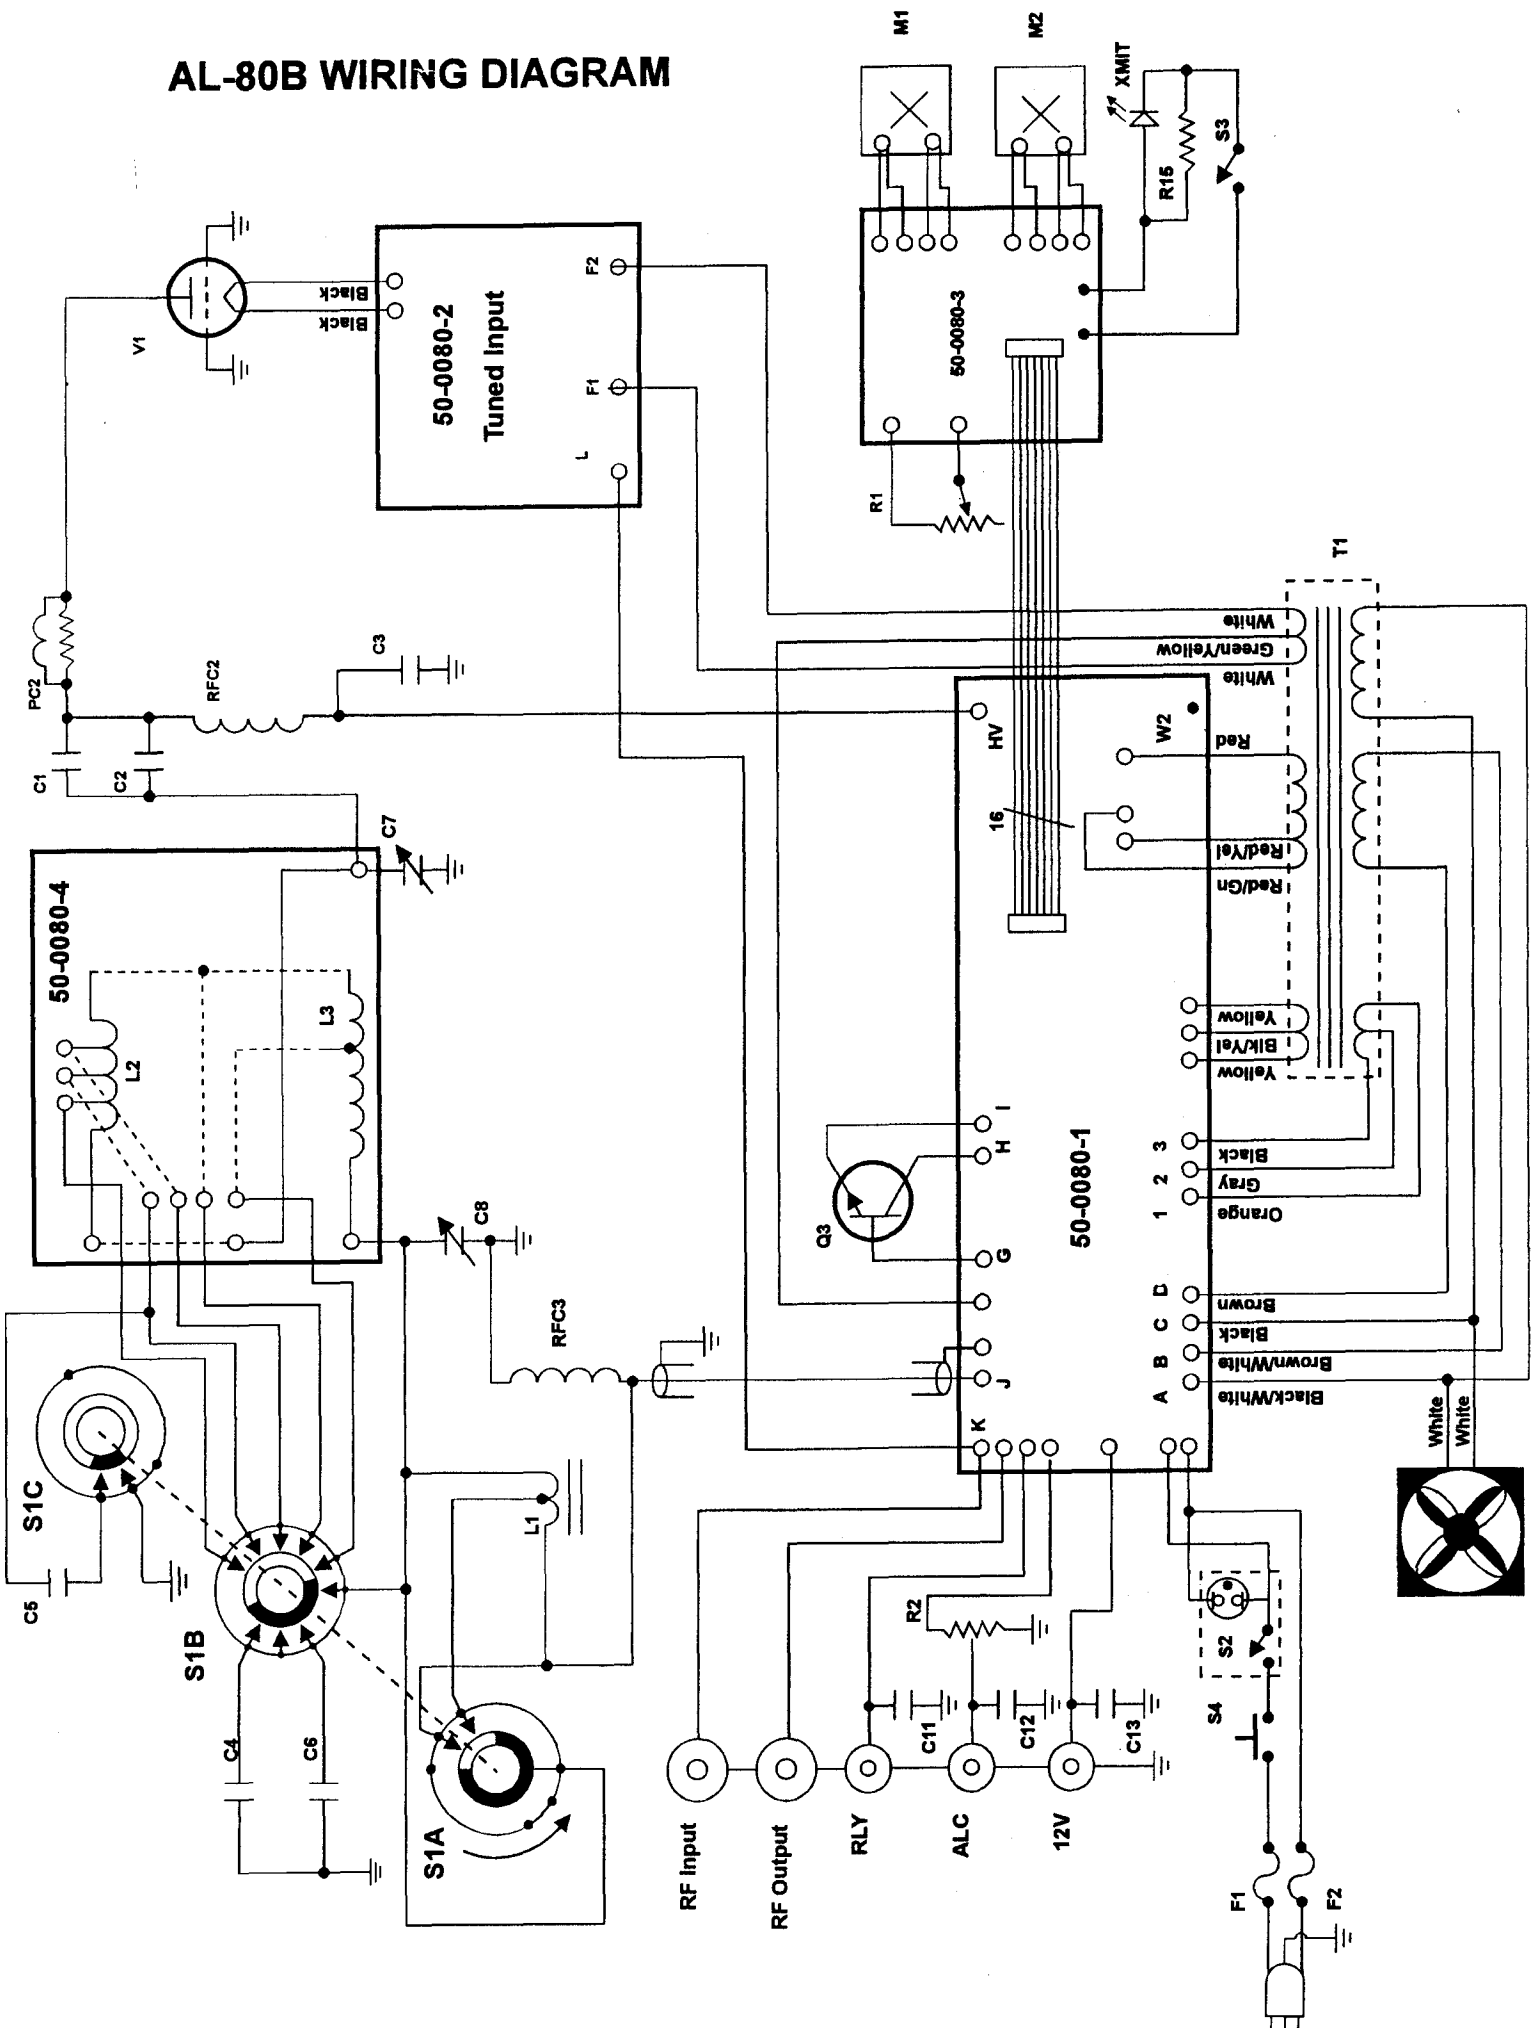 AL-80B WIRING DIAGRAM
M1
M2
XMIT
R15
S3
V1
Black
Black
50-0080-2
Tuned Input
F2
F1
L
50-0080-3
R1
PC2
RFC2
C3
C1
C2
C7
50-0080-4
L2
L3
T1
White
Green/Yellow
White
Red
Red/Yel
Red/Gn
Yellow
Blk/Yel
Yellow
HV
W2
16
50-0080-1
I
H
G
Q3
J
K
3
2
1
Black
Gray
Orange
D
C
B
A
Brown
Black
Brown/White
Black/White
White
White
C8
RFC3
S1C
C5
S1B
C4
C6
L1
S1A
R2
C11
C12
C13
RF Input
RF Output
RLY
ALC
12V
S2
S4
F1
F2